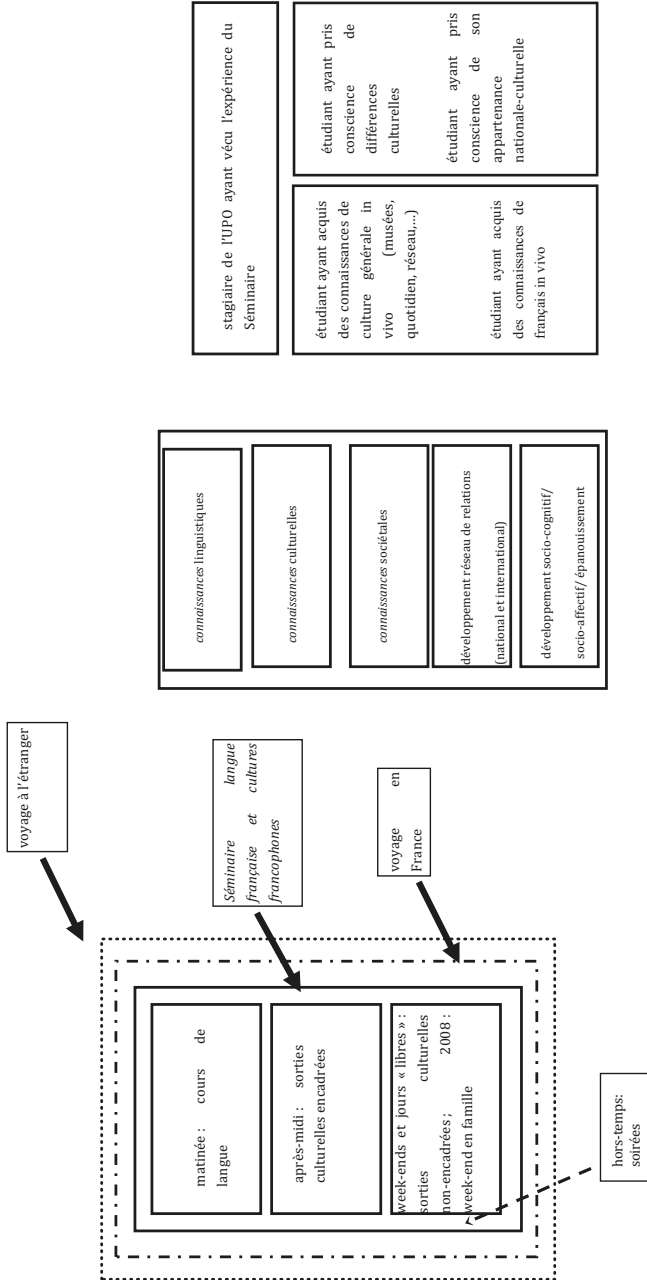 voyage à l'étranger
Séminaire langue
française et cultures
francophones
voyage en
France
matinée : cours de
langue
après-midi : sorties
culturelles encadrées
week-ends et jours « libres » :
sorties culturelles
non-encadrées ; 2008 :
week-end en famille
hors-temps:
soirées
connaissances linguistiques
connaissances culturelles
connaissances sociétales
développement réseau de relations
(national et international)
développement socio-cognitif/
socio-affectif/ épanouissement
stagiaire de l'UPO ayant vécu l'expérience du
Séminaire
étudiant ayant acquis
des connaissances de
culture générale in
vivo (musées,
quotidien, réseau,...)
étudiant ayant acquis
des connaissances de
français in vivo
étudiant ayant pris
conscience de
différences
culturelles
étudiant ayant pris
conscience de son
appartenance
nationale-culturelle